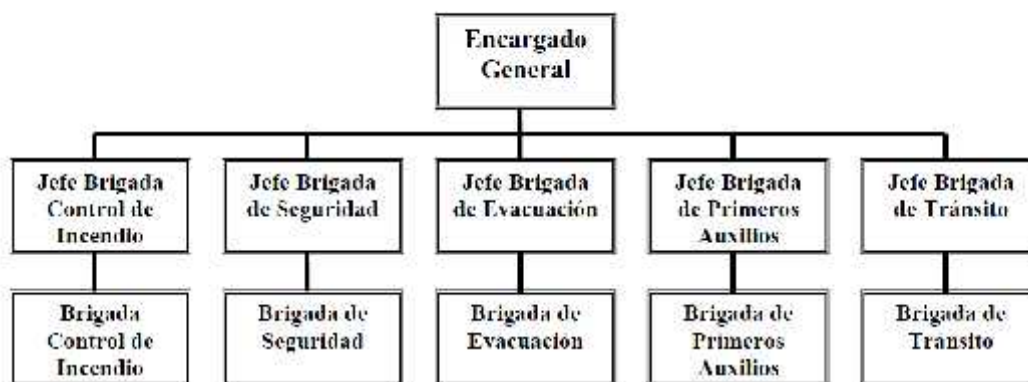 Encargado
General
Jefe Brigada
Control de
Incendio
Jefe Brigada
de Seguridad
Jefe Brigada
de Evacuación
Jefe Brigada
de Primeros
Auxilios
Jefe Brigada
de Tránsito
Brigada
Control de
Incendio
Brigada de
Seguridad
Brigada de
Evacuación
Brigada de
Primeros
Auxilios
Brigada de
Transito